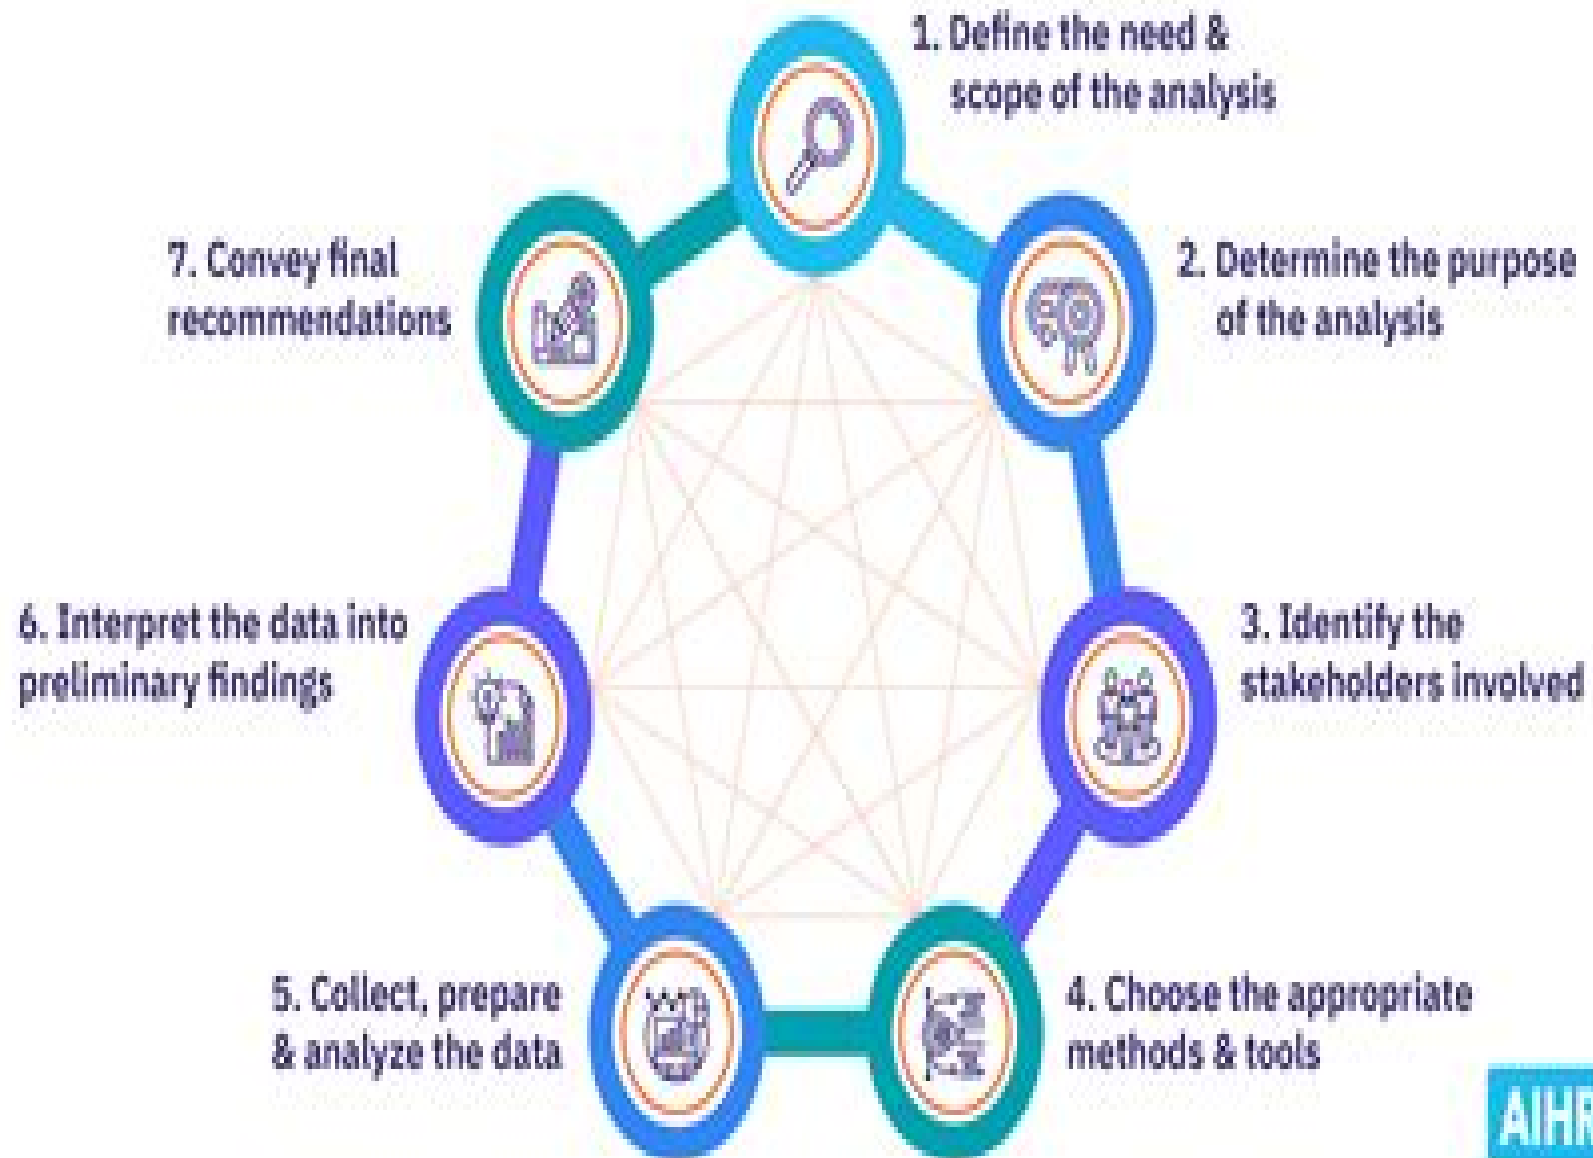 1. Define the need &
scope of the analysis
2. Determine the purpose
of the analysis
3. Identify the
stakeholders involved
4. Choose the appropriate
methods & tools
5. Collect, prepare
& analyze the data
6. Interpret the data into
preliminary findings
7. Convey final
recommendations
AIHR